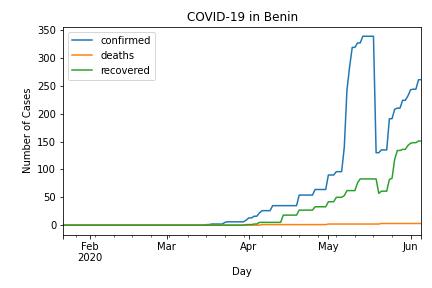 COVID-19 in Benin
350
300
250
200
150
100
50
0
Number of Cases
confirmed
deaths
recovered
Feb
2020
Mar
Apr
May
Jun
Day